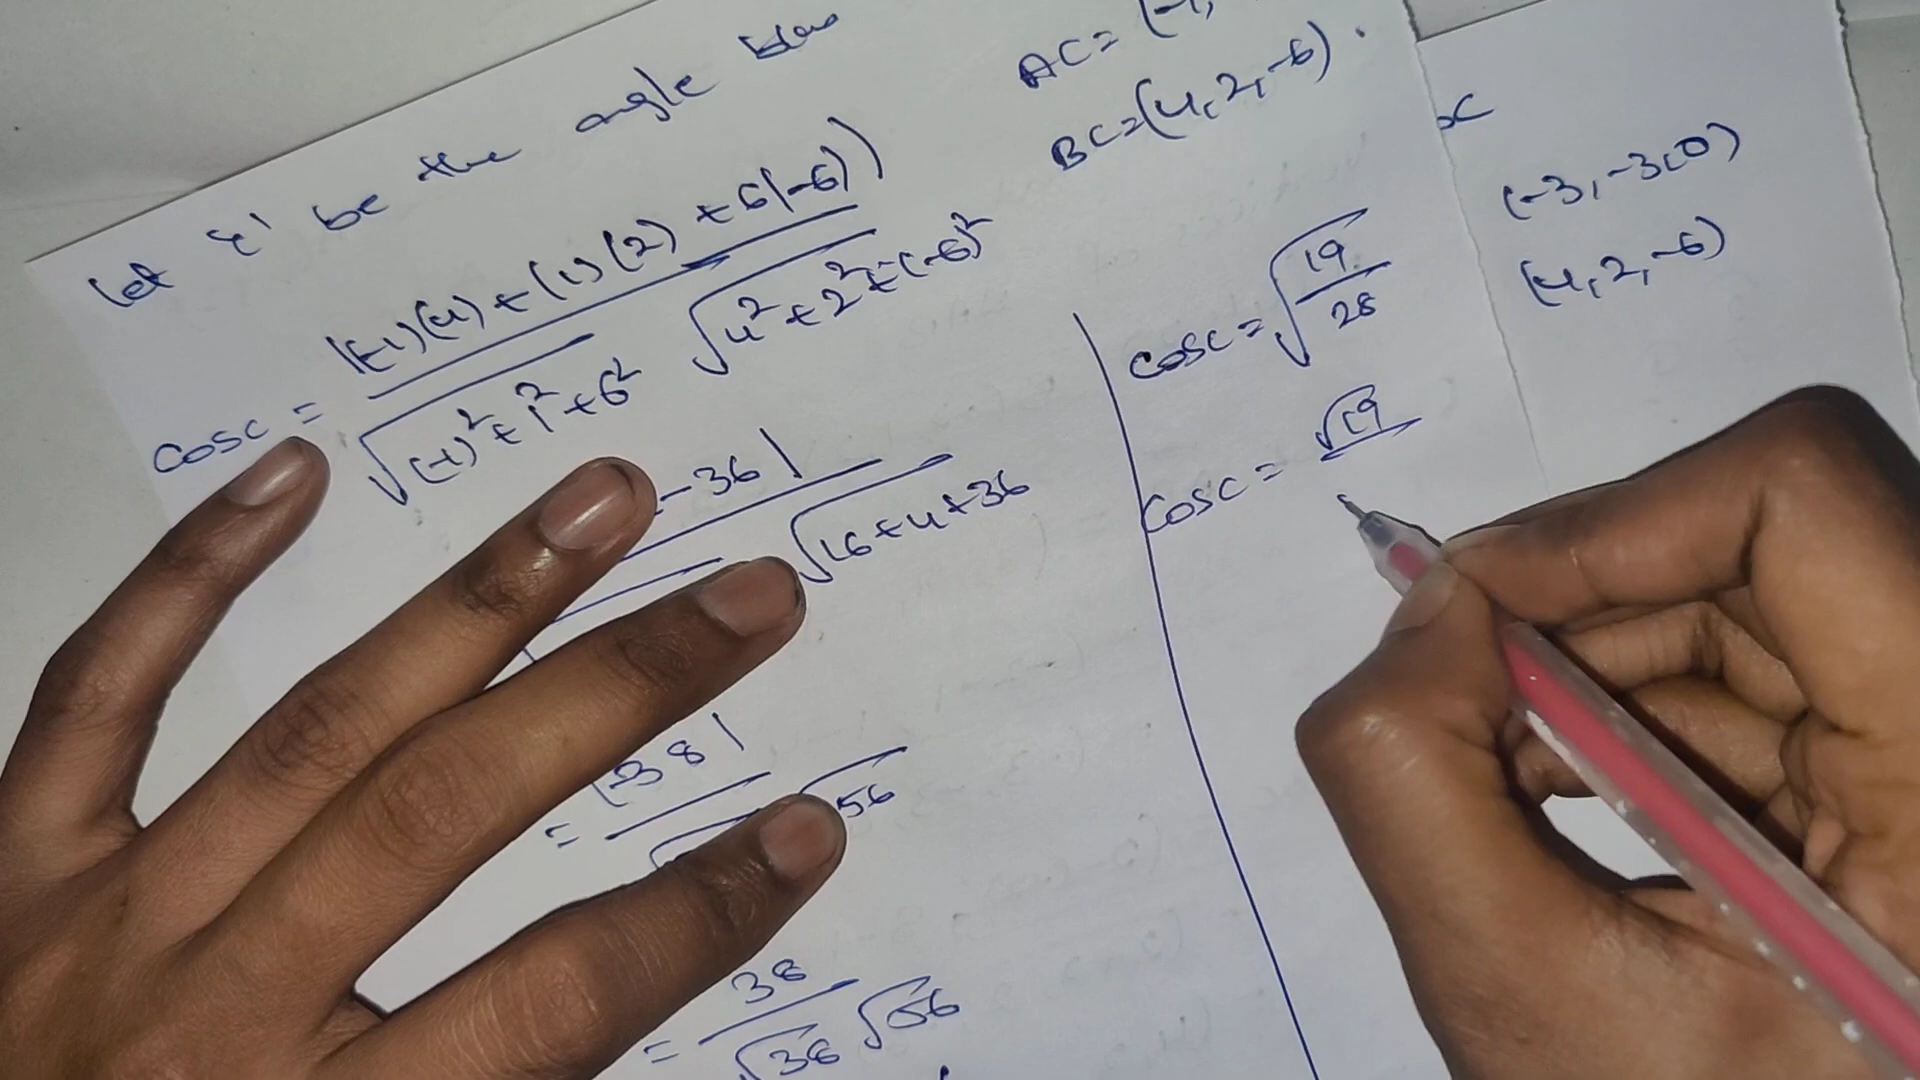 Let 'c' be the angle
AC = (-1,
BC = (4, 2, -6).
cosc = |(-1)(4) + (1)(2) + 6(-6)|
√(-1)²+1²+6² √4²+2²+(-6)²
-36|
√16+4+36
|-38|
=
56
= 38
√38 √56
cosc = √19/28
cosc = √19
(-3, -3, 0)
(4, 2, -6)